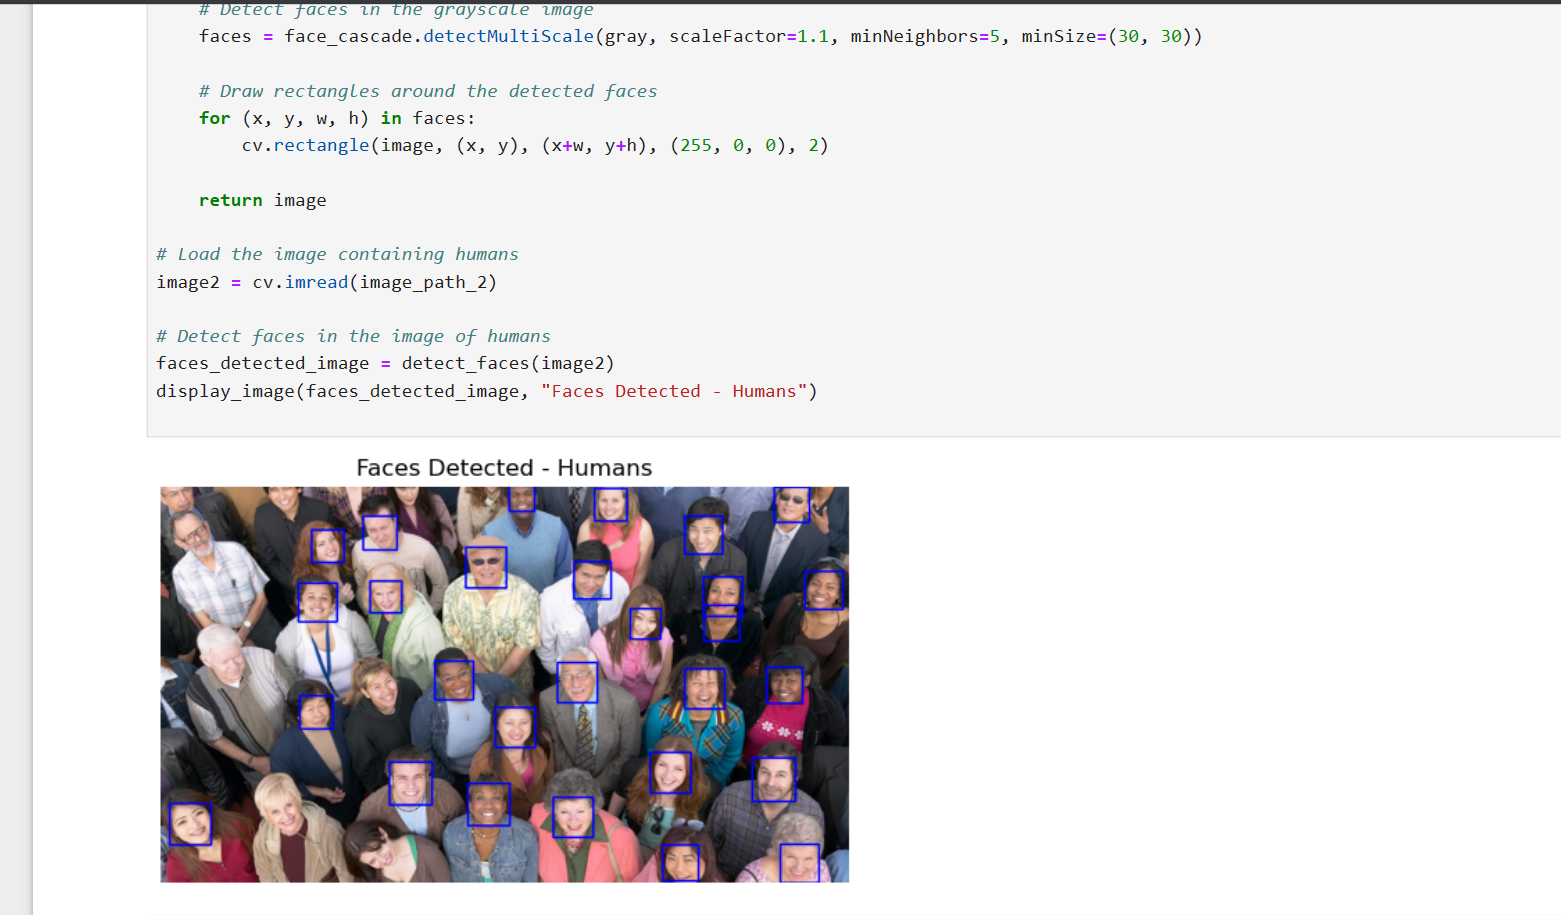 # Detect faces in the grayscale image
faces = face_cascade.detectMultiScale(gray, scaleFactor=1.1, minNeighbors=5, minSize=(30, 30))
# Draw rectangles around the detected faces
for (x, y, w, h) in faces:
cv.rectangle(image, (x, y), (x+w, y+h), (255, 0, 0), 2)
return image
# Load the image containing humans
image2 = cv.imread(image_path_2)
# Detect faces in the image of humans
faces_detected_image = detect_faces(image2)
display_image(faces_detected_image, "Faces Detected - Humans")
Faces Detected - Humans